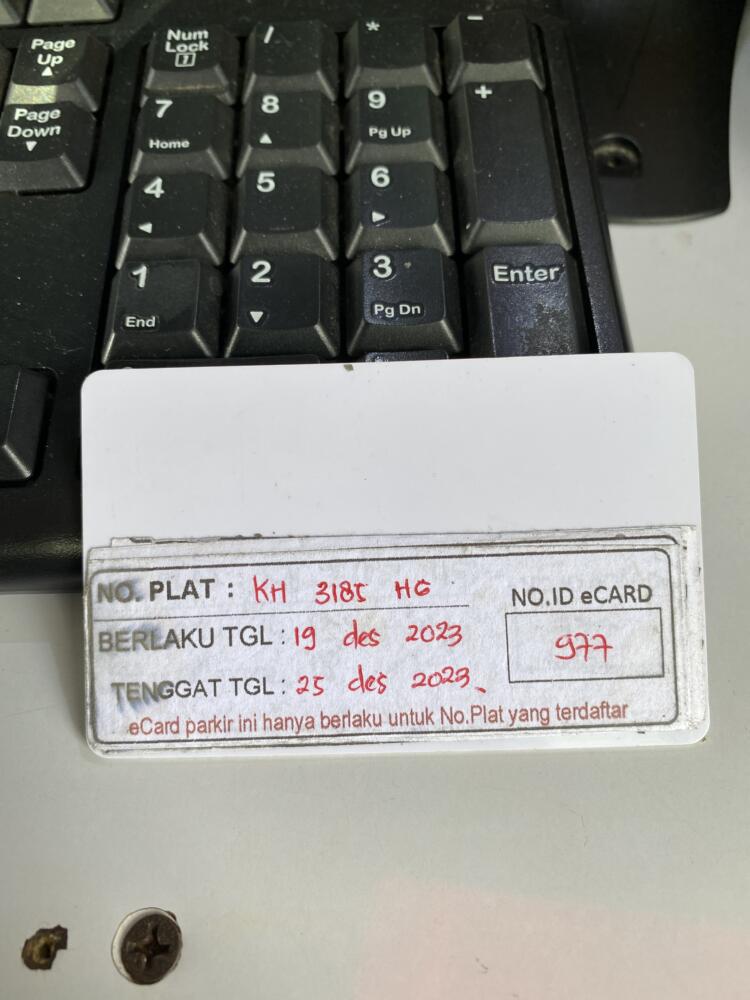 Page Up
Num Lock
/
*
-
Page Down
7 Home
8
9 Pg Up
+
4
5
6
1 End
2
3 Pg Dn
Enter
NO. PLAT : KH 3185 HG
NO.ID eCARD
BERLAKU TGL : 19 des 2023
977
TENGGAT TGL : 25 des 2023
eCard parkir ini hanya berlaku untuk No.Plat yang terdaftar